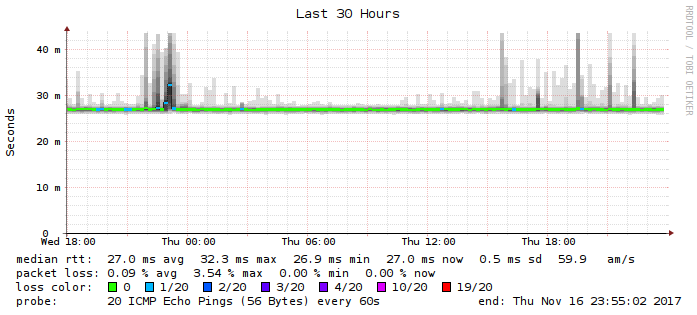 Last 30 Hours
RRDTOOL / TOBI OETIKER
Seconds
40 m
30 m
20 m
10 m
0
Wed 18:00 Thu 00:00 Thu 06:00 Thu 12:00 Thu 18:00
median rtt: 27.0 ms avg 32.3 ms max 26.9 ms min 27.0 ms now 0.5 ms sd 59.9 am/s
packet loss: 0.09 % avg 3.54 % max 0.00 % min 0.00 % now
loss color: 0 1/20 2/20 3/20 4/20 10/20 19/20
probe: 20 ICMP Echo Pings (56 Bytes) every 60s end: Thu Nov 16 23:55:02 2017